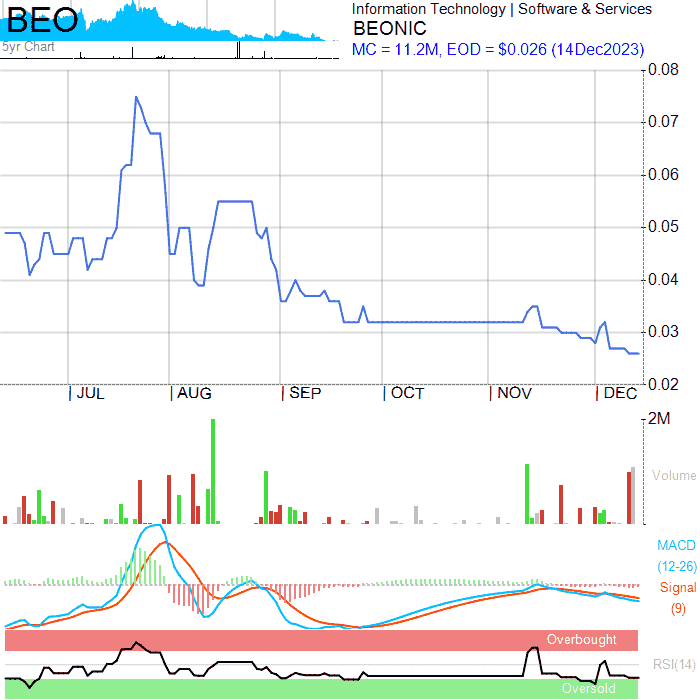 BEO
5yr Chart
Information Technology | Software & Services
BEONIC
MC = 11.2M, EOD = $0.026 (14Dec2023)
0.08
0.07
0.06
0.05
0.04
0.03
0.02
JUL AUG SEP OCT NOV DEC
2M
Volume
MACD
(12-26)
Signal
(9)
Overbought
RSI(14)
Oversold